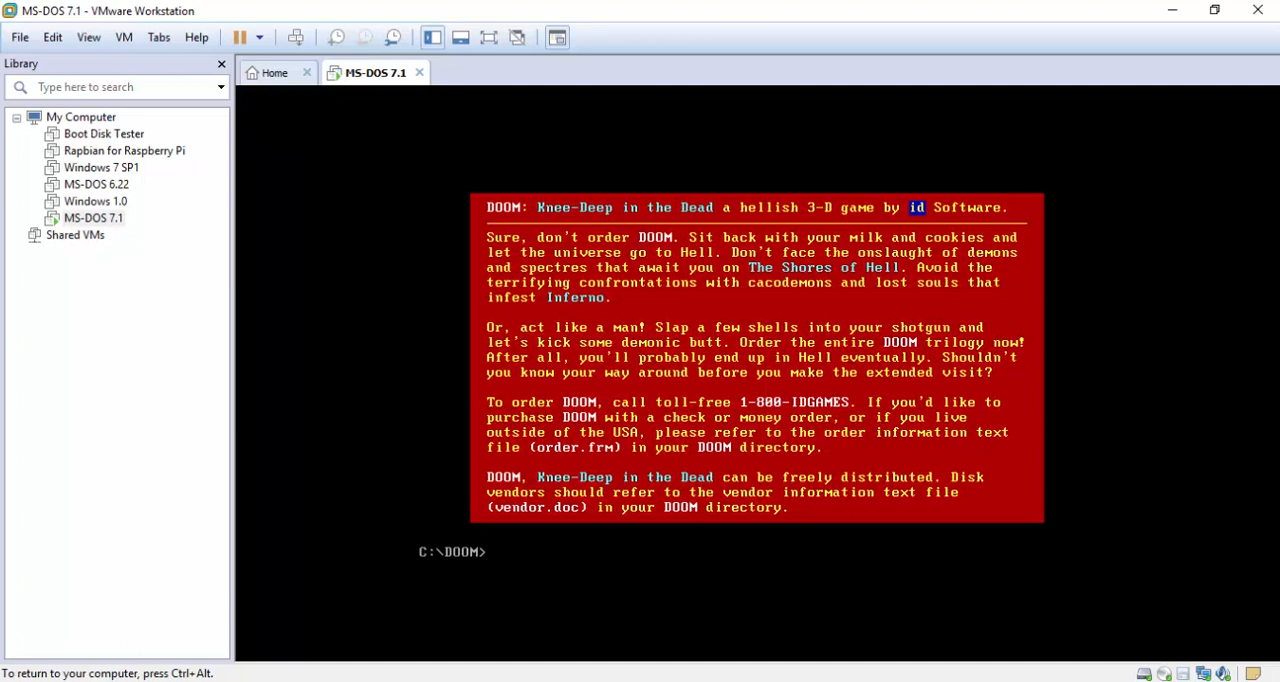 MS-DOS 7.1 - VMware Workstation
File Edit View VM Tabs Help
Library
Home
MS-DOS 7.1
Type here to search
My Computer
Boot Disk Tester
Rapbian for Raspberry Pi
Windows 7 SP1
MS-DOS 6.22
Windows 1.0
MS-DOS 7.1
Shared VMs
DOOM: Knee-Deep in the Dead a hellish 3-D game by id Software.
Sure, don't order DOOM. Sit back with your milk and cookies and
let the universe go to Hell. Don't face the onslaught of demons
and spectres that await you on The Shores of Hell. Avoid the
terrifying confrontations with cacodemons and lost souls that
infest Inferno.
Or, act like a man! Slap a few shells into your shotgun and
let's kick some demonic butt. Order the entire DOOM trilogy now!
After all, you'll probably end up in Hell eventually. Shouldn't
you know your way around before you make the extended visit?
To order DOOM, call toll-free 1-800-IDGAMES. If you'd like to
purchase DOOM with a check or money order, or if you live
outside of the USA, please refer to the order information text
file (order.frm) in your DOOM directory.
DOOM, Knee-Deep in the Dead can be freely distributed. Disk
vendors should refer to the vendor information text file
(vendor.doc) in your DOOM directory.
C:\DOOM>
To return to your computer, press Ctrl+Alt.